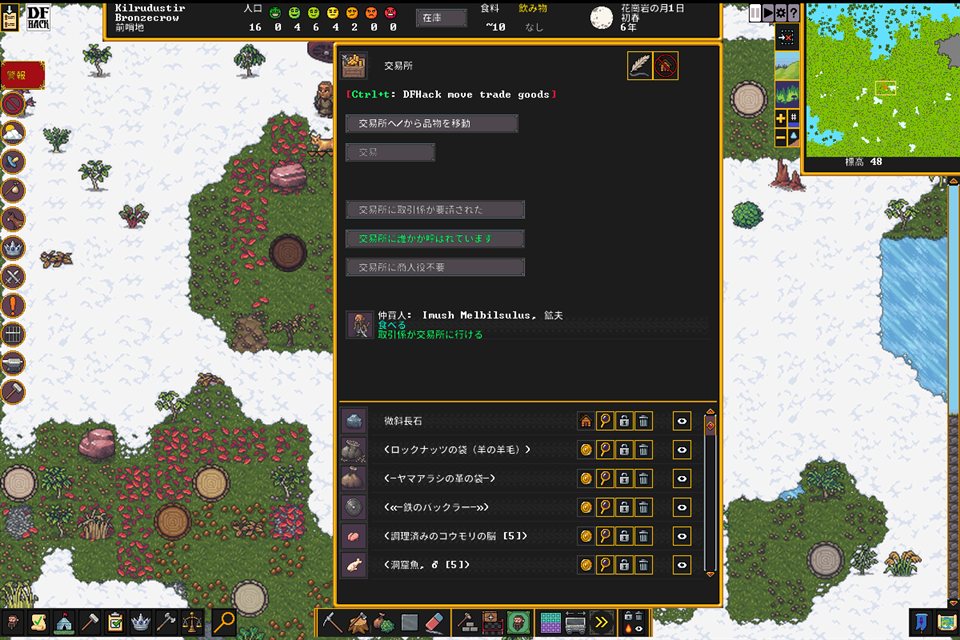 DF
HACK
Kilrudustir
Bronzecrow
前哨地
人口
16 0 4 6 4 2 0 0
在庫
食料
~10
飲み物
なし
花崗岩の月1日
初春
6年
警報
標高 48
交易所
[Ctrl+t: DFHack move trade goods]
交易所へ/から品物を移動
交易
交易所に取引係が要請された
交易所に誰かが呼ばれています
交易所に商人役不要
仲買人: Imush Melbilsulus, 鉱夫
食べる
取引係が交易所に行ける
微斜長石
<ロックナッツの袋 (羊の羊毛)>
<-ヤマアラシの革の袋->
<«-鉄のバックラー-»>
<調理済みのコウモリの脳 [5]>
<洞窟魚, ♂ [5]>